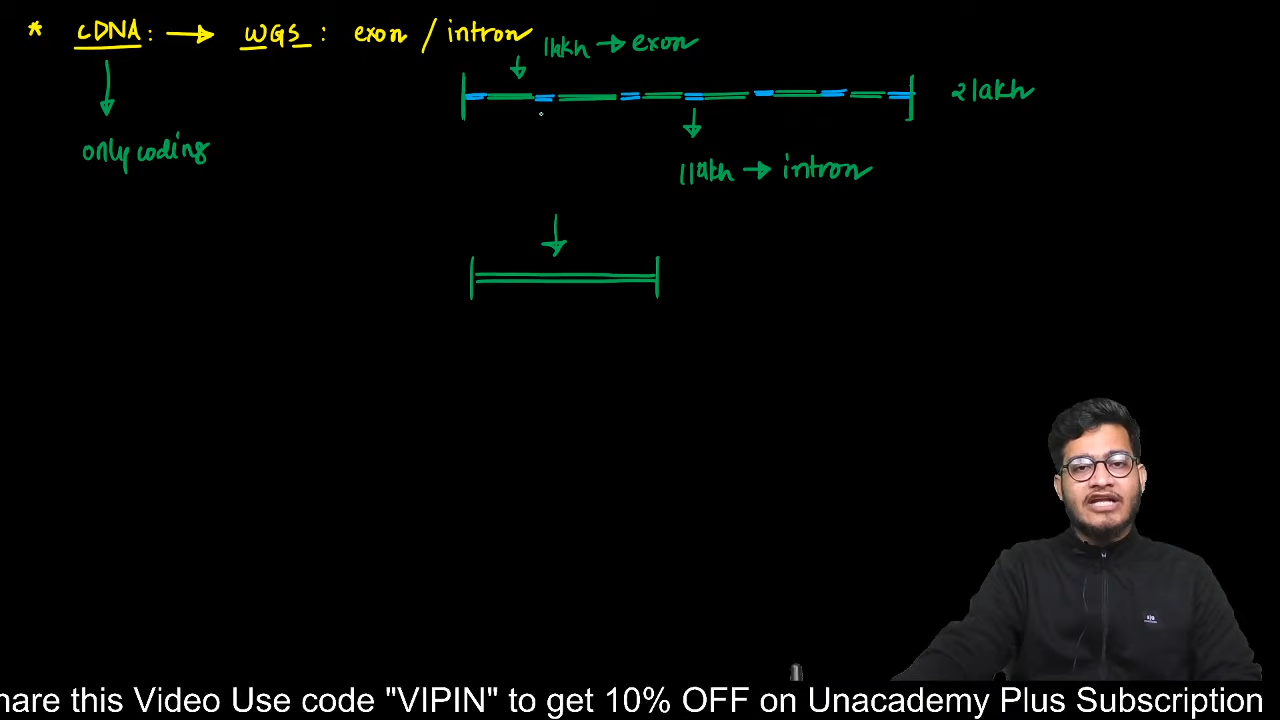 * cDNA: → WGS: exon / intron
1lakh → exon
2lakh
only coding
1lakh → intron
hare this Video Use code "VIPIN" to get 10% OFF on Unacademy Plus Subscription